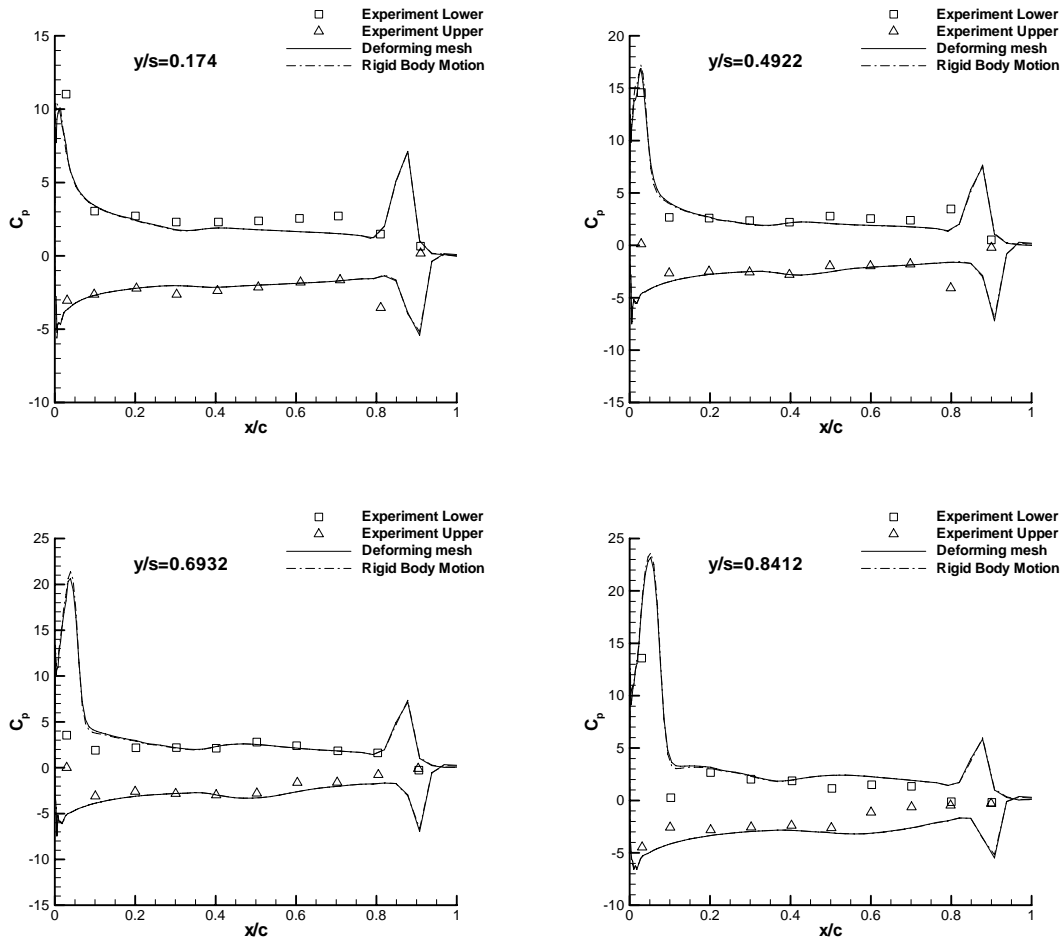 Experiment Lower
Experiment Upper
Deforming mesh
Rigid Body Motion
y/s=0.174
15
10
5
0
-5
-10
Cp
0
0.2
0.4
0.6
0.8
1
x/c
Experiment Lower
Experiment Upper
Deforming mesh
Rigid Body Motion
y/s=0.4922
20
15
10
5
0
-5
-10
-15
Cp
0
0.2
0.4
0.6
0.8
1
x/c
Experiment Lower
Experiment Upper
Deforming mesh
Rigid Body Motion
y/s=0.6932
25
20
15
10
5
0
-5
-10
-15
Cp
0
0.2
0.4
0.6
0.8
1
x/c
Experiment Lower
Experiment Upper
Deforming mesh
Rigid Body Motion
y/s=0.8412
25
20
15
10
5
0
-5
-10
Cp
0
0.2
0.4
0.6
0.8
1
x/c